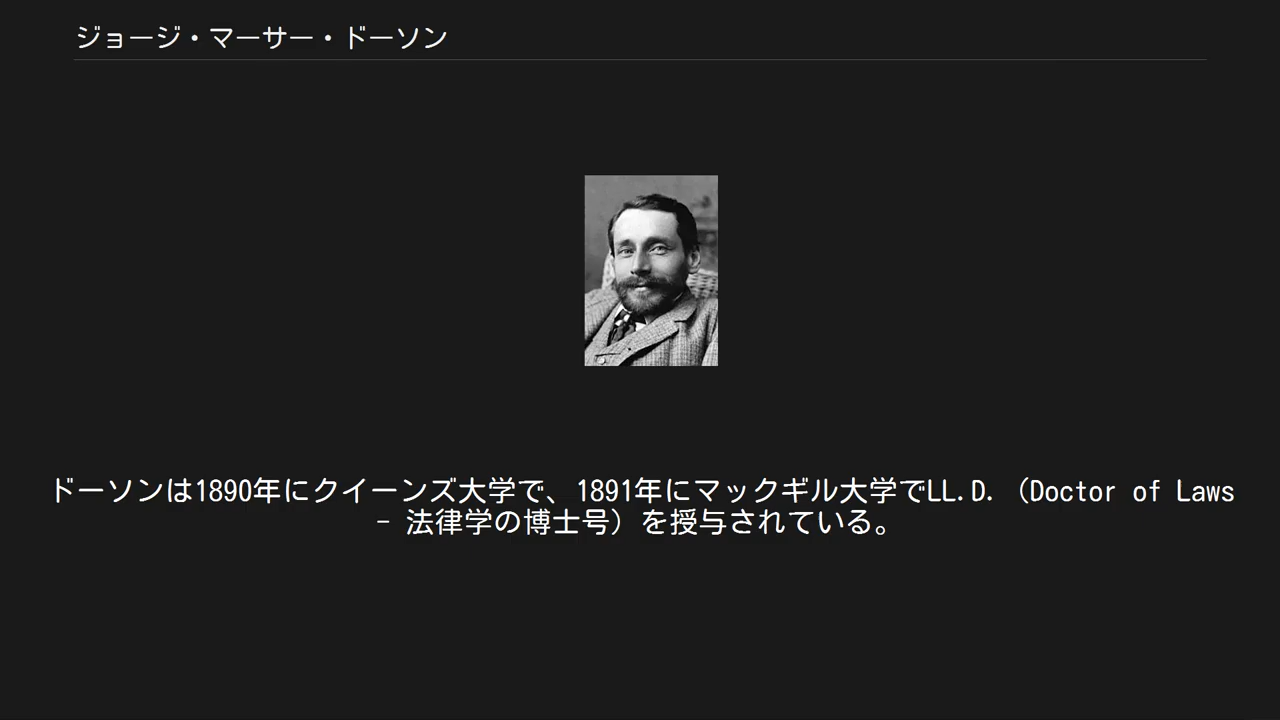 ジョージ・マーサー・ドーソン
ドーソンは1890年にクイーンズ大学で、1891年にマックギル大学でLL.D.（Doctor of Laws
- 法律学の博士号）を授与されている。